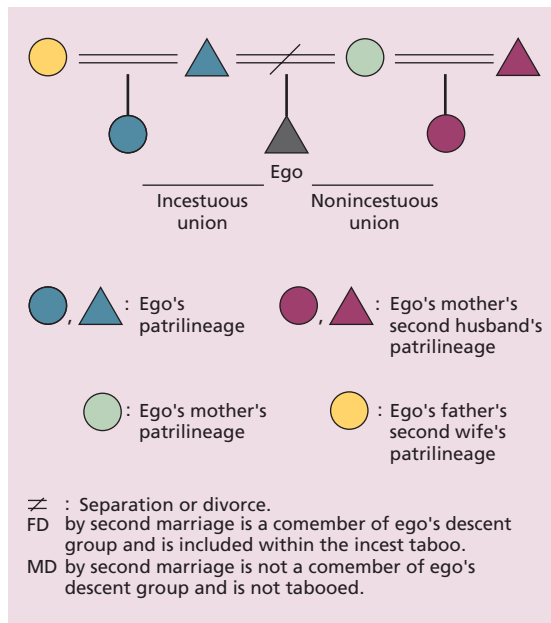 Ego
Incestuous
union
Nonincestuous
union
: Ego's
patrilineage
: Ego's mother's
second husband's
patrilineage
: Ego's mother's
patrilineage
: Ego's father's
second wife's
patrilineage
≠ : Separation or divorce.
FD by second marriage is a comember of ego's descent
group and is included within the incest taboo.
MD by second marriage is not a comember of ego's
descent group and is not tabooed.